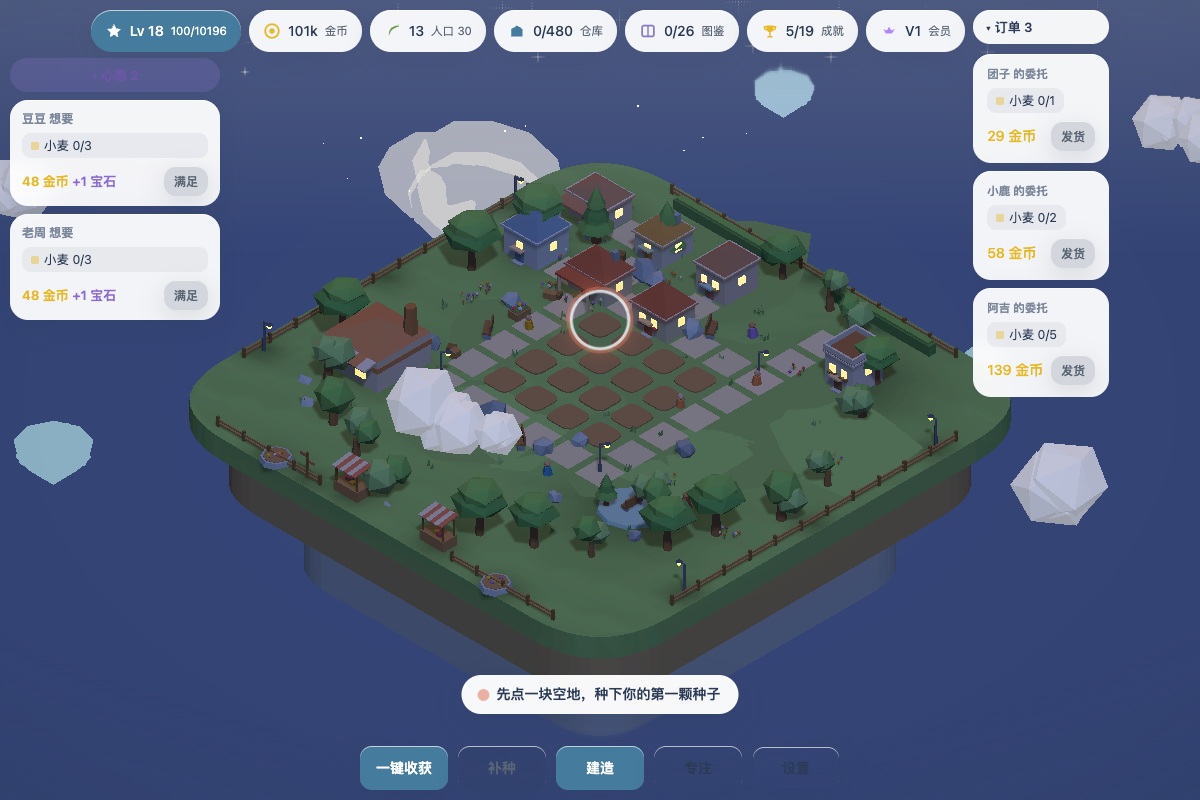 Lv 18 100/10196
101k 金币
13 人口 30
0/480 仓库
0/26 图鉴
5/19 成就
V1 会员
订单 3
心愿 2
豆豆 想要
小麦 0/3
48 金币 +1 宝石
满足
老周 想要
小麦 0/3
48 金币 +1 宝石
满足
团子 的委托
小麦 0/1
29 金币
发货
小鹿 的委托
小麦 0/2
58 金币
发货
阿吉 的委托
小麦 0/5
139 金币
发货
先点一块空地，种下你的第一颗种子
一键收获
补种
建造
专注
设置